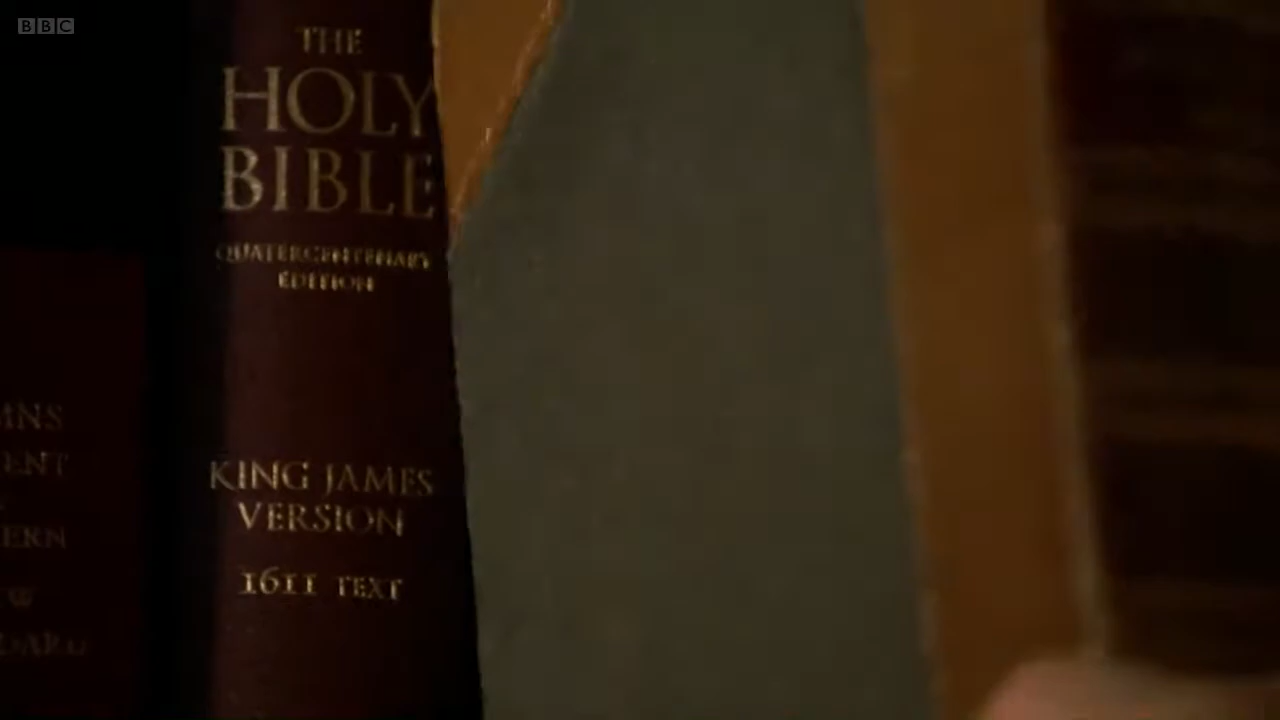 BBC
THE
HOLY
BIBLE
QUATERCENTENARY
EDITION
KING JAMES
VERSION
1611 TEXT